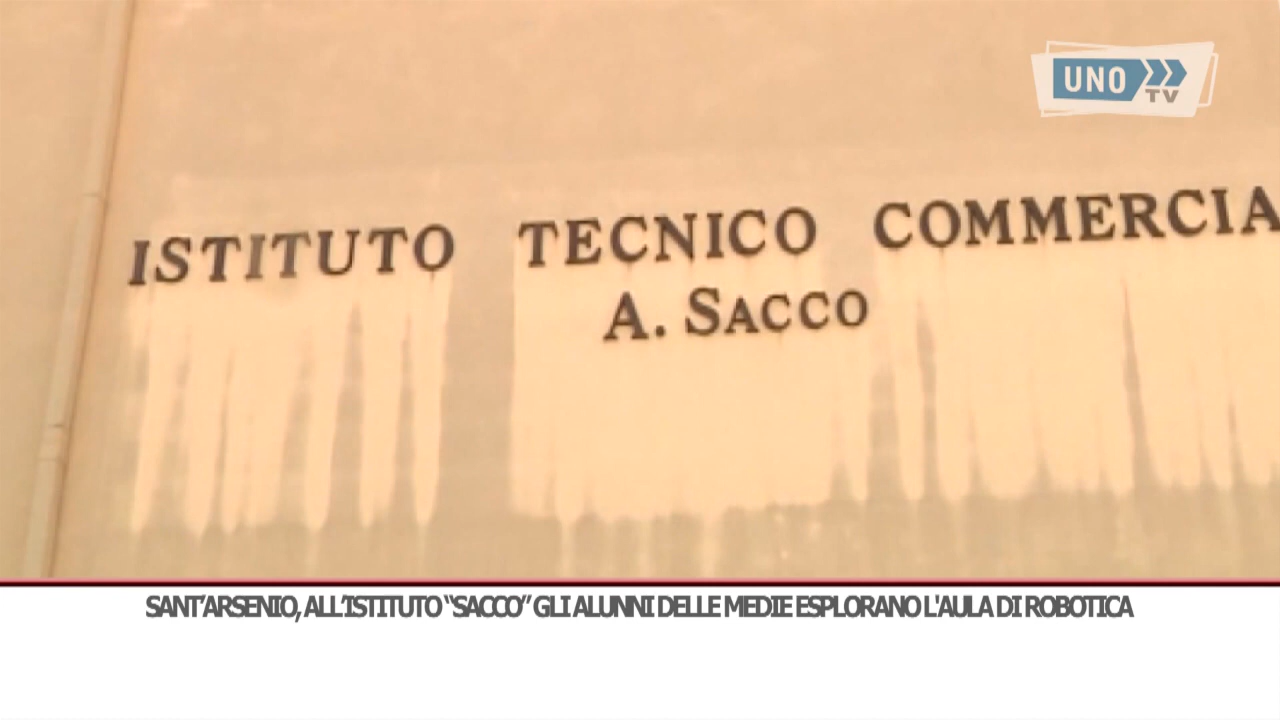 UNO
TV
ISTITUTO TECNICO COMMERCIA
A. SACCO
SANT'ARSENIO, ALL'ISTITUTO “SACCO” GLI ALUNNI DELLE MEDIE ESPLORANO L'AULA DI ROBOTICA